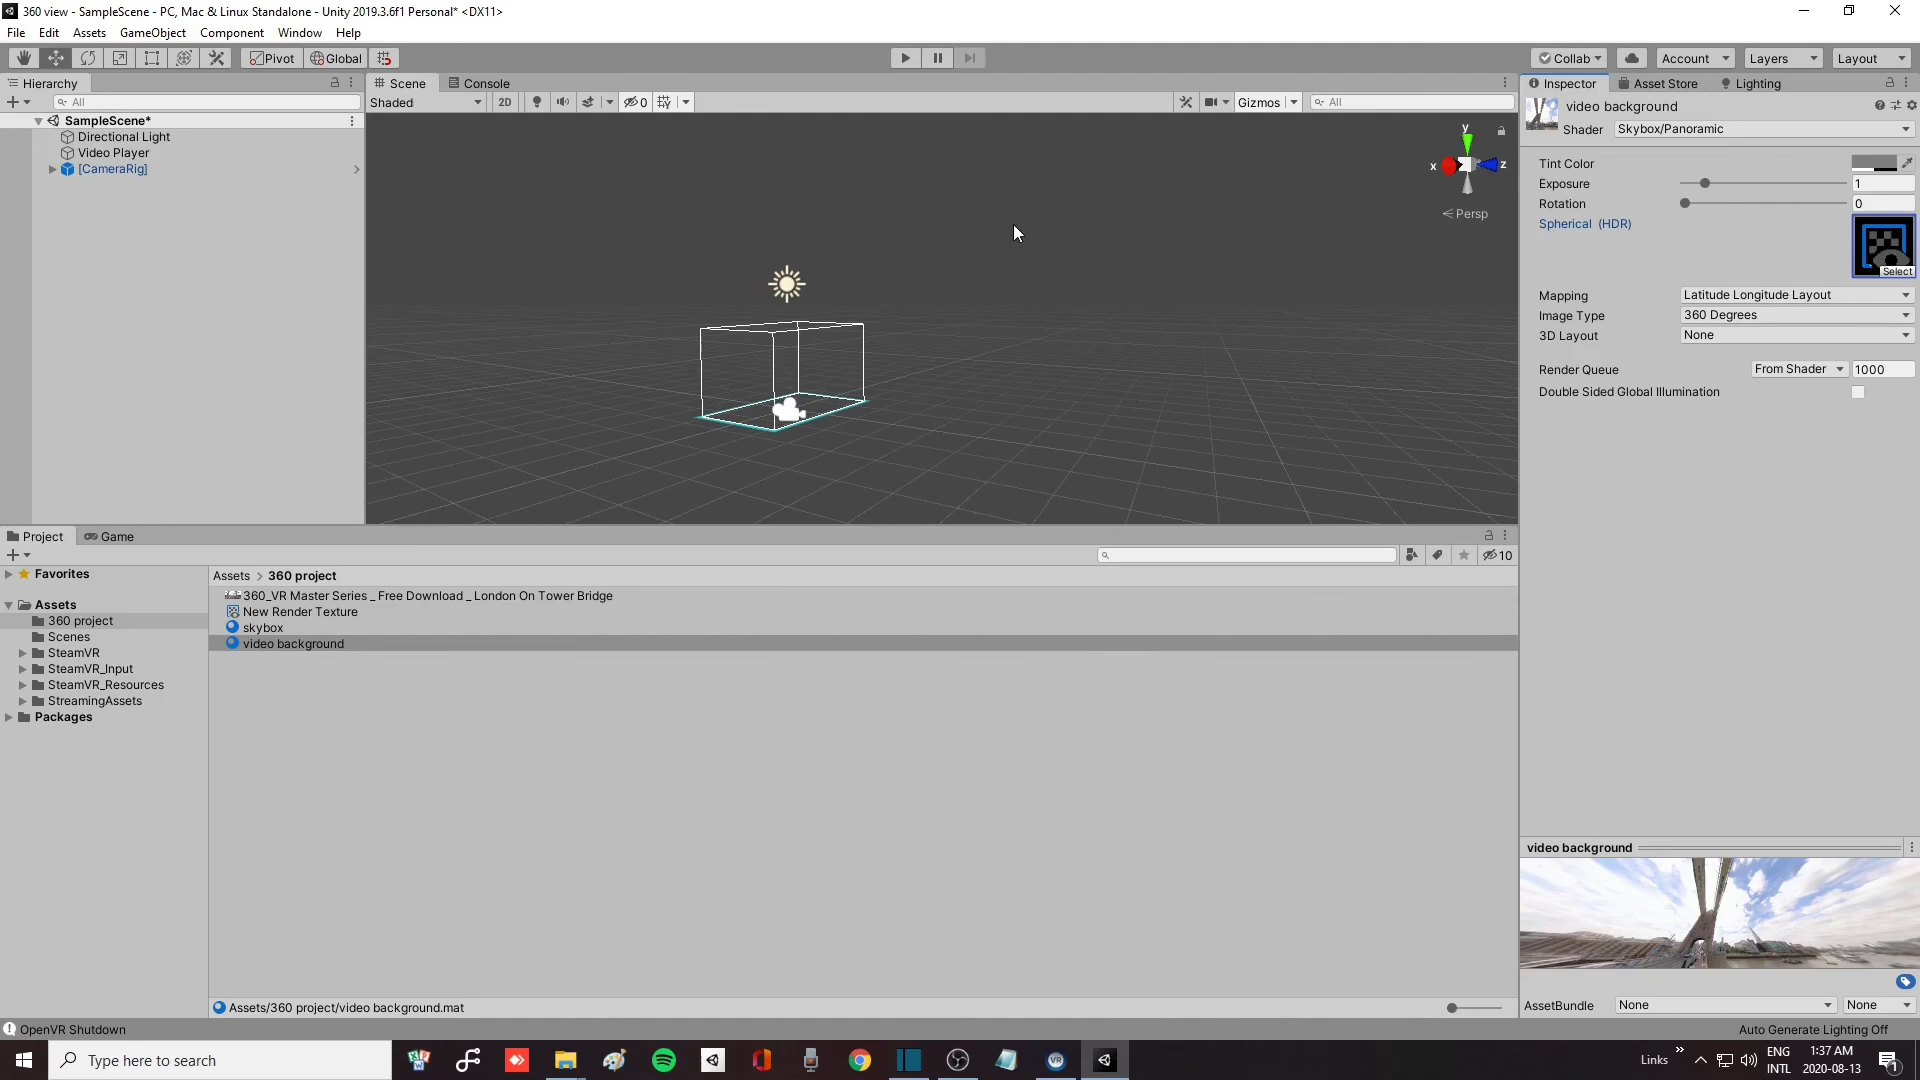 360 view - SampleScene - PC, Mac & Linux Standalone - Unity 2019.3.6f1 Personal* <DX11>
File Edit Assets GameObject Component Window Help
Pivot Global Collab Account Layers Layout
Hierarchy Scene Console Inspector Asset Store Lighting
All Shaded 2D 0 Gizmos All
video background
Shader Skybox/Panoramic
SampleScene*
Directional Light
Video Player
[CameraRig]
y
x
z
Persp
Tint Color
Exposure 1
Rotation 0
Spherical (HDR)
Select
Mapping Latitude Longitude Layout
Image Type 360 Degrees
3D Layout None
Render Queue From Shader 1000
Double Sided Global Illumination
Project Game
10
Favorites
Assets
360 project
Scenes
SteamVR
SteamVR_Input
SteamVR_Resources
StreamingAssets
Packages
Assets > 360 project
360_VR Master Series _ Free Download _ London On Tower Bridge
New Render Texture
skybox
video background
Assets/360 project/video background.mat
video background
AssetBundle None None
OpenVR Shutdown
Auto Generate Lighting Off
Type here to search
VR
Links
ENG
INTL
1:37 AM
2020-08-13
1